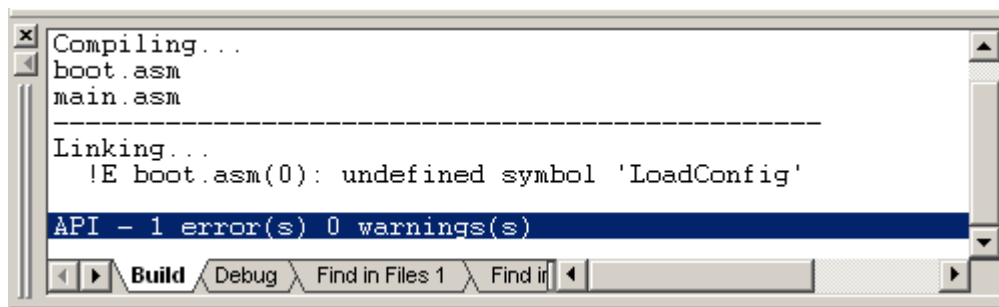 Compiling...
boot.asm
main.asm
-------------------------------------------------
Linking...
!E boot.asm(0): undefined symbol 'LoadConfig'
API - 1 error(s) 0 warnings(s)
Build Debug Find in Files 1 Find in